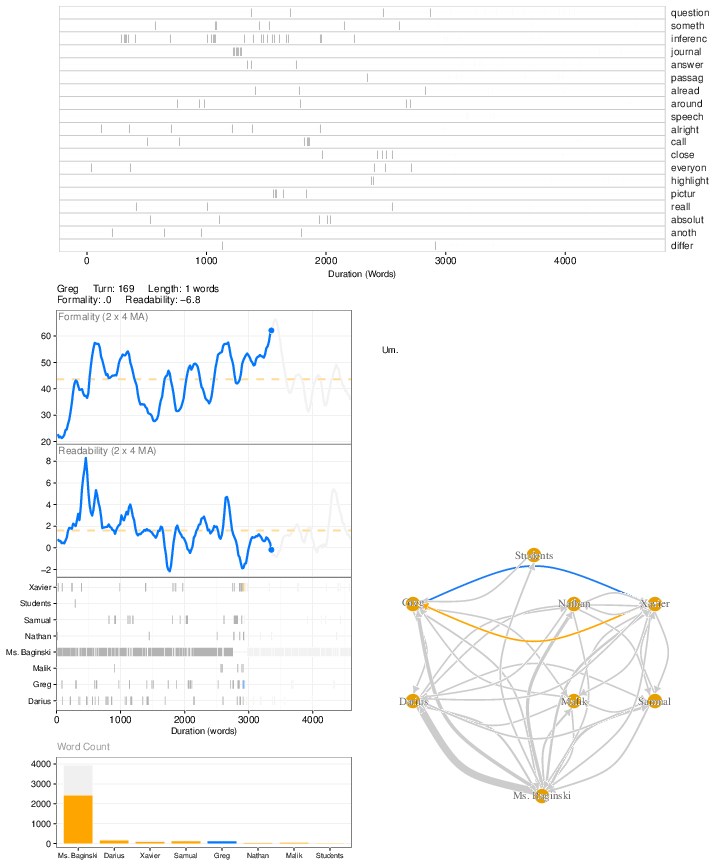 question
someth
inferenc
journal
answer
passag
alread
around
speech
alright
call
close
everyon
highlight
pictur
reall
absolut
anoth
differ
0 1000 2000 3000 4000
Duration (Words)
Greg Turn: 169 Length: 1 words
Formality: .0 Readability: −6.8
Formality (2 x 4 MA)
60
50
40
30
20
Um.
Readability (2 x 4 MA)
8
6
4
2
0
−2
Xavier
Students
Samual
Nathan
Ms. Baginski
Malik
Greg
Darius
0 1000 2000 3000 4000
Duration (words)
Students
Greg Nathan Xavier
Darius Malik Samual
Ms. Baginski
Word Count
4000
3000
2000
1000
0
Ms. Baginski Darius Xavier Samual Greg Nathan Malik Students